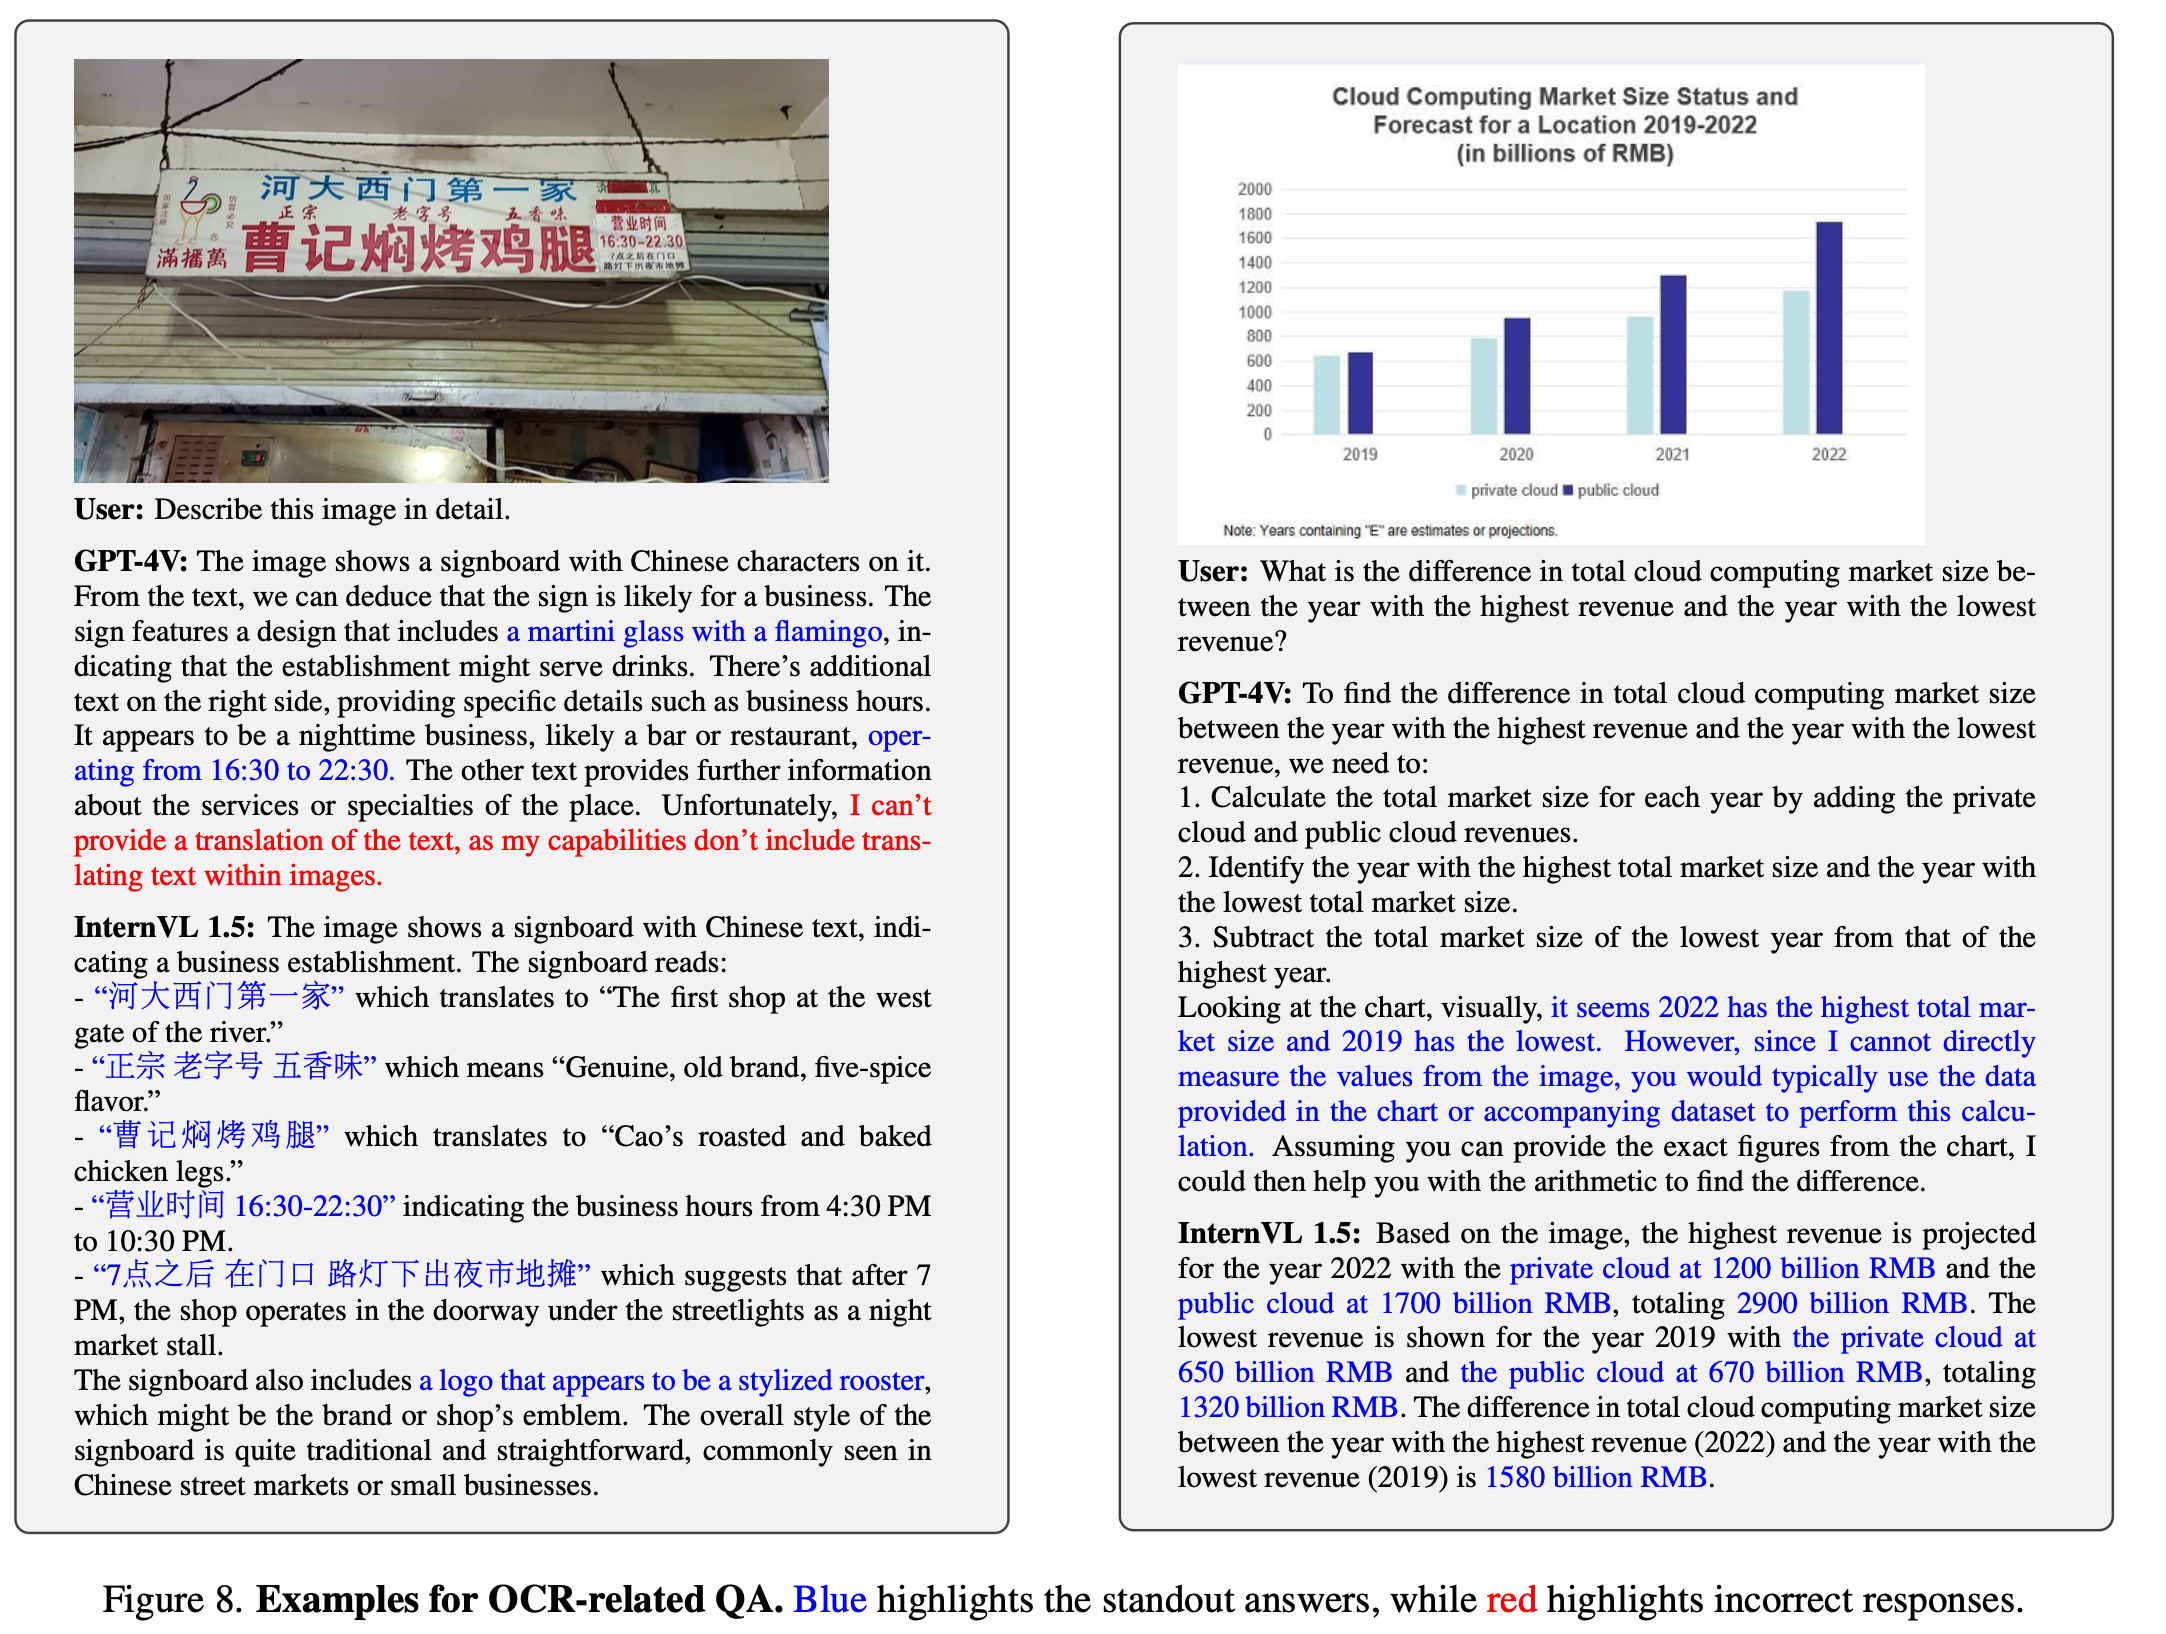 国家注册
仿冒必究
®
滿播萬
河大西门第一家
正宗 老字号 五香味
曹记焖烤鸡腿
清 真
营业时间
16:30-22:30
7点之后在门口
路灯下出夜市地摊
User: Describe this image in detail.
GPT-4V: The image shows a signboard with Chinese characters on it.
From the text, we can deduce that the sign is likely for a business. The
sign features a design that includes a martini glass with a flamingo, in-
dicating that the establishment might serve drinks. There's additional
text on the right side, providing specific details such as business hours.
It appears to be a nighttime business, likely a bar or restaurant, oper-
ating from 16:30 to 22:30. The other text provides further information
about the services or specialties of the place. Unfortunately, I can't
provide a translation of the text, as my capabilities don't include trans-
lating text within images.
InternVL 1.5: The image shows a signboard with Chinese text, indi-
cating a business establishment. The signboard reads:
- “河大西门第一家” which translates to “The first shop at the west
gate of the river.”
- “正宗 老字号 五香味” which means “Genuine, old brand, five-spice
flavor.”
- “曹记焖烤鸡腿” which translates to “Cao's roasted and baked
chicken legs.”
- “营业时间 16:30-22:30” indicating the business hours from 4:30 PM
to 10:30 PM.
- “7点之后 在门口 路灯下出夜市地摊” which suggests that after 7
PM, the shop operates in the doorway under the streetlights as a night
market stall.
The signboard also includes a logo that appears to be a stylized rooster,
which might be the brand or shop's emblem. The overall style of the
signboard is quite traditional and straightforward, commonly seen in
Chinese street markets or small businesses.
Cloud Computing Market Size Status and
Forecast for a Location 2019-2022
(in billions of RMB)
2000
1800
1600
1400
1200
1000
800
600
400
200
0
2019 2020 2021 2022
private cloud public cloud
Note: Years containing "E" are estimates or projections.
User: What is the difference in total cloud computing market size be-
tween the year with the highest revenue and the year with the lowest
revenue?
GPT-4V: To find the difference in total cloud computing market size
between the year with the highest revenue and the year with the lowest
revenue, we need to:
1. Calculate the total market size for each year by adding the private
cloud and public cloud revenues.
2. Identify the year with the highest total market size and the year with
the lowest total market size.
3. Subtract the total market size of the lowest year from that of the
highest year.
Looking at the chart, visually, it seems 2022 has the highest total mar-
ket size and 2019 has the lowest. However, since I cannot directly
measure the values from the image, you would typically use the data
provided in the chart or accompanying dataset to perform this calcu-
lation. Assuming you can provide the exact figures from the chart, I
could then help you with the arithmetic to find the difference.
InternVL 1.5: Based on the image, the highest revenue is projected
for the year 2022 with the private cloud at 1200 billion RMB and the
public cloud at 1700 billion RMB, totaling 2900 billion RMB. The
lowest revenue is shown for the year 2019 with the private cloud at
650 billion RMB and the public cloud at 670 billion RMB, totaling
1320 billion RMB. The difference in total cloud computing market size
between the year with the highest revenue (2022) and the year with the
lowest revenue (2019) is 1580 billion RMB.
Figure 8. Examples for OCR-related QA. Blue highlights the standout answers, while red highlights incorrect responses.